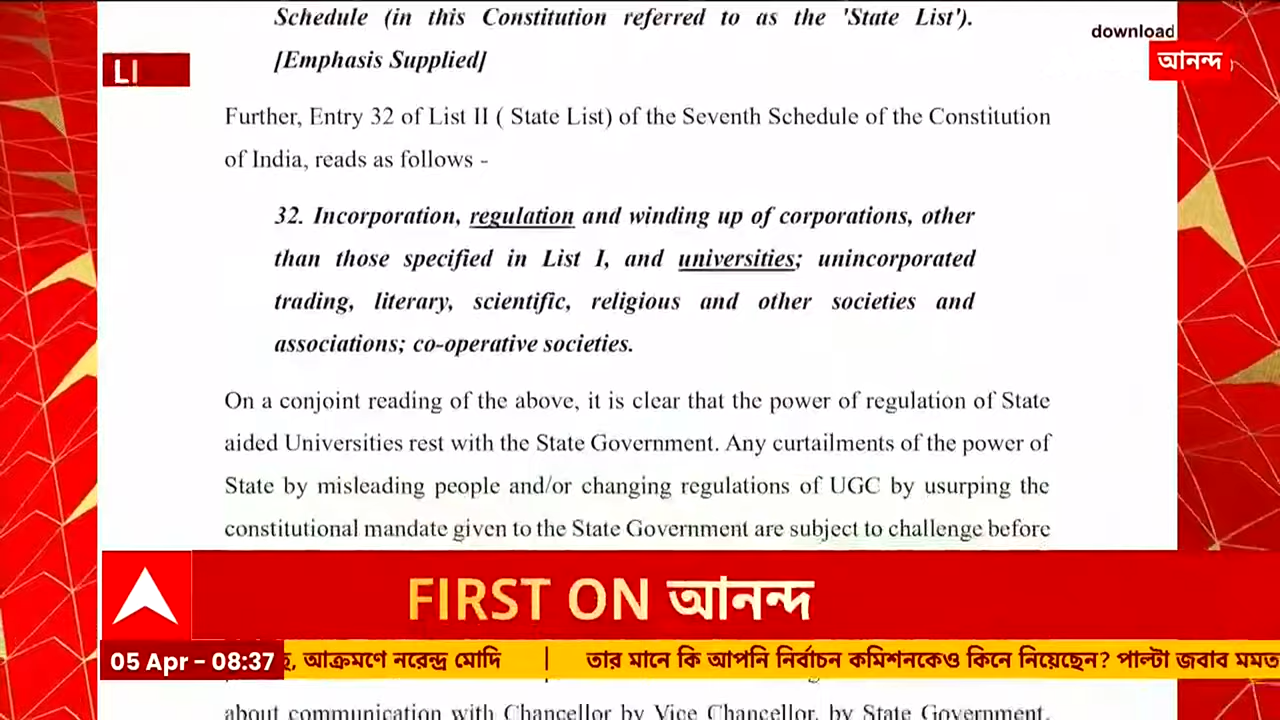 Schedule (in this Constitution referred to as the 'State List').
download
[Emphasis Supplied]
আনন্দ
LI
Further, Entry 32 of List II ( State List) of the Seventh Schedule of the Constitution
of India, reads as follows -
32. Incorporation, regulation and winding up of corporations, other
than those specified in List I, and universities; unincorporated
trading, literary, scientific, religious and other societies and
associations; co-operative societies.
On a conjoint reading of the above, it is clear that the power of regulation of State
aided Universities rest with the State Government. Any curtailments of the power of
State by misleading people and/or changing regulations of UGC by usurping the
constitutional mandate given to the State Government are subject to challenge before
FIRST ON আনন্দ
05 Apr - 08:37
, আক্রমণে নরেন্দ্র মোদি | তার মানে কি আপনি নির্বাচন কমিশনকেও কিনে নিয়েছেন? পাল্টা জবাব মমত
about communication with Chancellor by Vice Chancellor, by State Government,